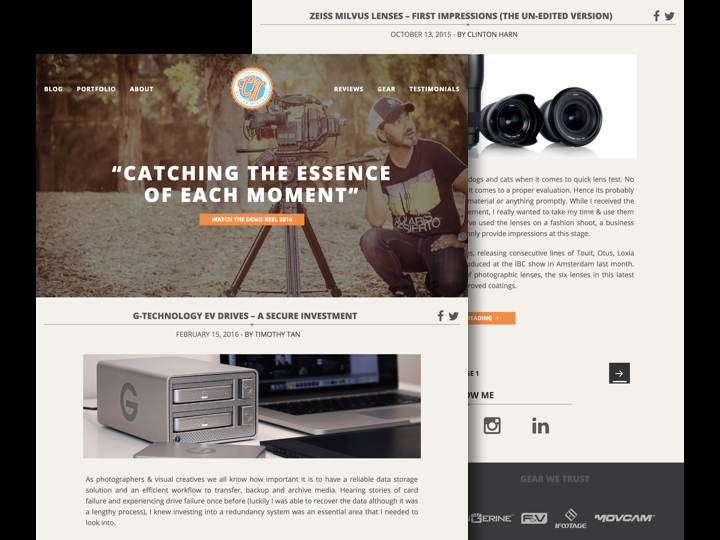 ZEISS MILVUS LENSES – FIRST IMPRESSIONS (THE UN-EDITED VERSION)
OCTOBER 13, 2015 - BY CLINTON HARN
BLOG PORTFOLIO ABOUT
REVIEWS GEAR TESTIMONIALS
“CATCHING THE ESSENCE
OF EACH MOMENT”
WATCH THE DEMO REEL 2014
dogs and cats when it comes to quick lens test. No
it comes to a proper evaluation. Hence its probably
material or anything promptly. While I received the
ement, I really wanted to take my time & use them
ve used the lenses on a fashion shoot, a business
only provide impressions at this stage.
releasing consecutive lines of Touit, Otus, Loxia
duced at the IBC show in Amsterdam last month.
of photographic lenses, the six lenses in this latest
roved coatings.
EADING →
G-TECHNOLOGY EV DRIVES – A SECURE INVESTMENT
FEBRUARY 15, 2016 - BY TIMOTHY TAN
G
As photographers & visual creatives we all know how important it is to have a reliable data storage
solution and an efficient workflow to transfer, backup and archive media. Hearing stories of card
failure and experiencing drive failure once before (luckily I was able to recover the data although it was
a lengthy process), I knew investing into a redundancy system was an essential area that I needed to
look into.
GE 1
OW ME
in
GEAR WE TRUST
ERINE
F&V
IFOOTAGE
MOVCAM